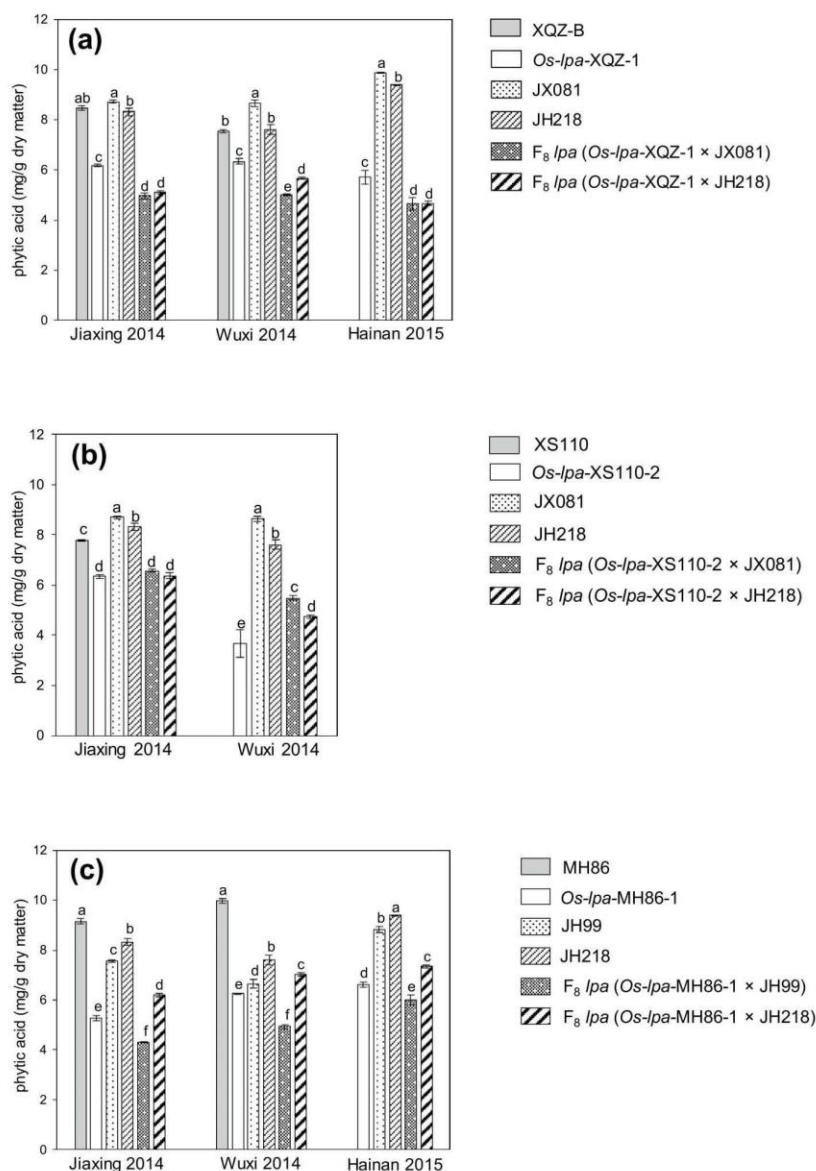 (a)
phytic acid (mg/g dry matter)
12
10
8
6
4
2
0
ab c a b d d
b c a b e d
c a b d d
Jiaxing 2014 Wuxi 2014 Hainan 2015
XQZ-B
Os-lpa-XQZ-1
JX081
JH218
F₈ lpa (Os-lpa-XQZ-1 × JX081)
F₈ lpa (Os-lpa-XQZ-1 × JH218)
(b)
phytic acid (mg/g dry matter)
12
10
8
6
4
2
0
c d a b d d
e a b c d
Jiaxing 2014 Wuxi 2014
XS110
Os-lpa-XS110-2
JX081
JH218
F₈ lpa (Os-lpa-XS110-2 × JX081)
F₈ lpa (Os-lpa-XS110-2 × JH218)
(c)
phytic acid (mg/g dry matter)
12
10
8
6
4
2
0
a e c b f d
a e d b f c
d b a e c
Jiaxing 2014 Wuxi 2014 Hainan 2015
MH86
Os-lpa-MH86-1
JH99
JH218
F₈ lpa (Os-lpa-MH86-1 × JH99)
F₈ lpa (Os-lpa-MH86-1 × JH218)